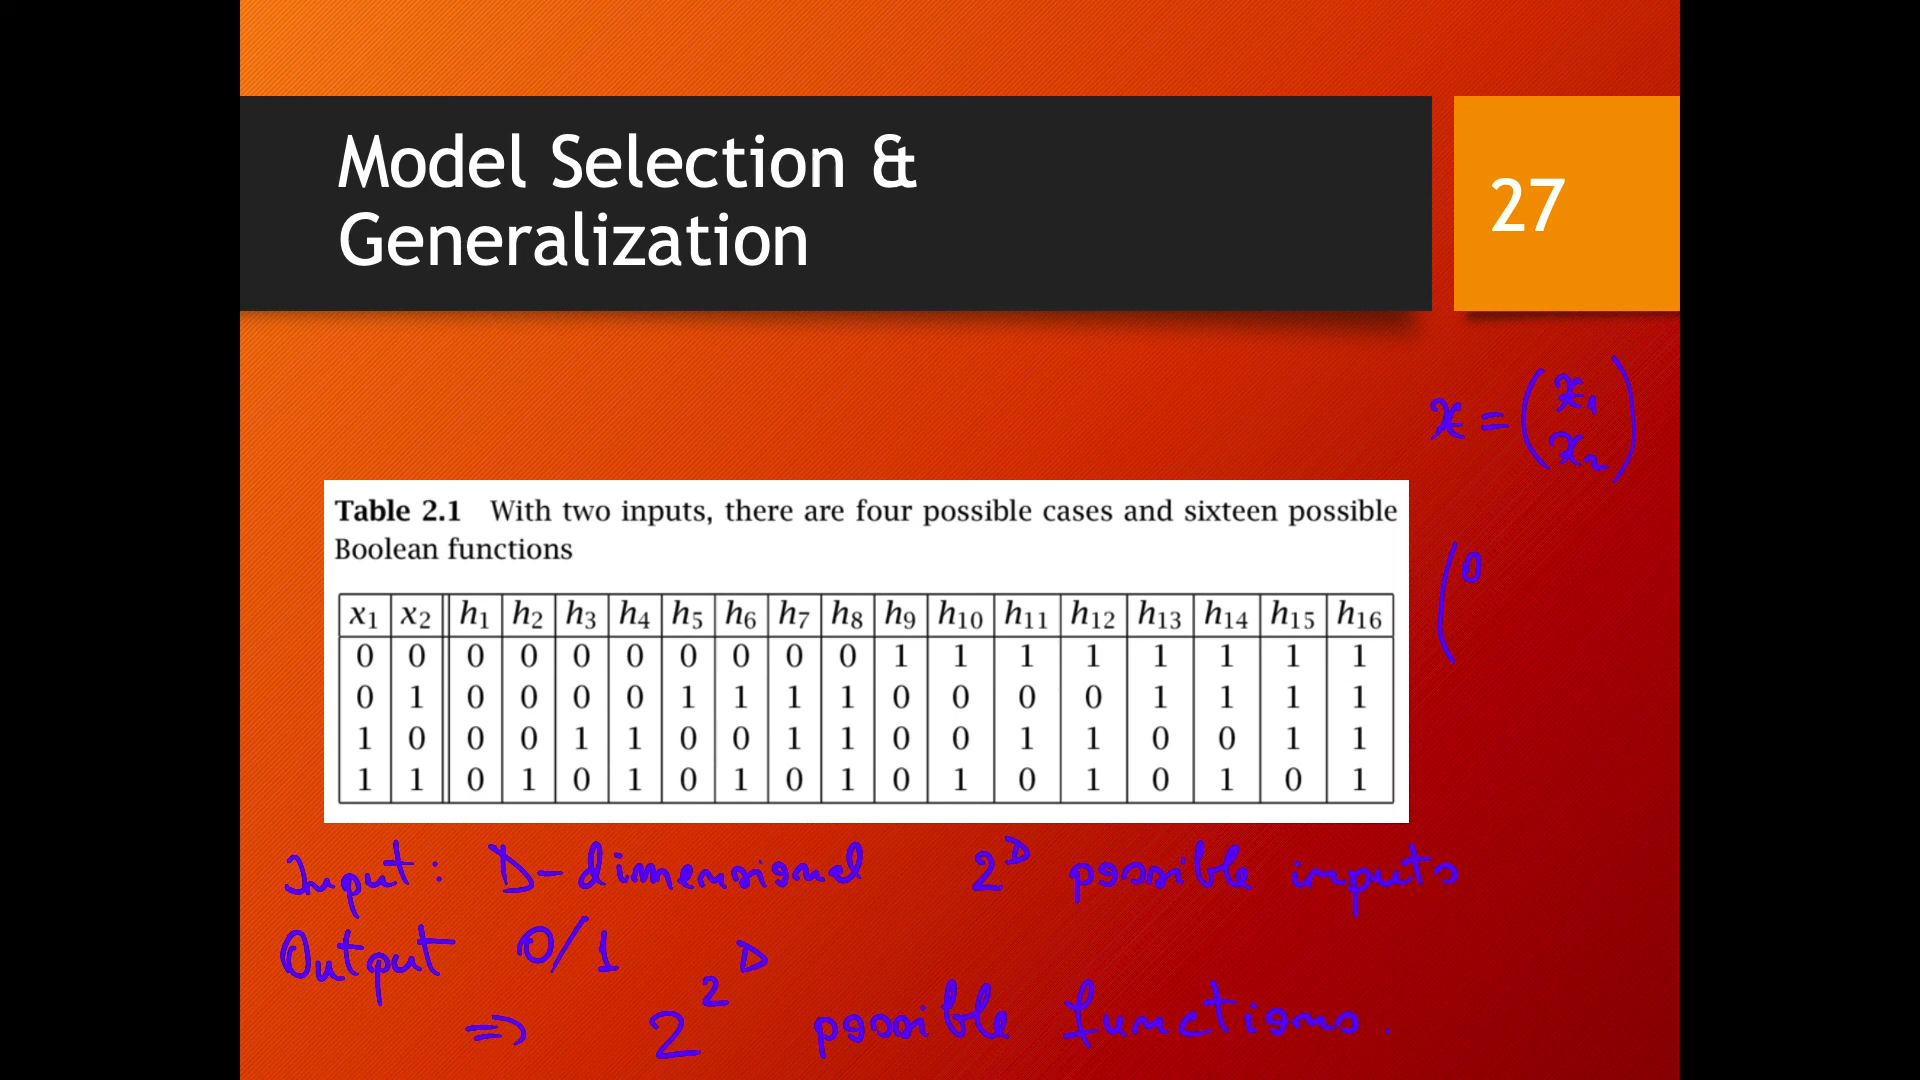 Model Selection &
Generalization
27
x = (x₁
x₂)
Table 2.1 With two inputs, there are four possible cases and sixteen possible
Boolean functions
x₁ x₂ h₁ h₂ h₃ h₄ h₅ h₆ h₇ h₈ h₉ h₁₀ h₁₁ h₁₂ h₁₃ h₁₄ h₁₅ h₁₆
0 0 0 0 0 0 0 0 0 0 1 1 1 1 1 1 1 1
0 1 0 0 0 0 1 1 1 1 0 0 0 0 1 1 1 1
1 0 0 0 1 1 0 0 1 1 0 0 1 1 0 0 1 1
1 1 0 1 0 1 0 1 0 1 0 1 0 1 0 1 0 1
(0
Input: D-dimensional 2^D possible inputs
Output 0/1
⇒ 2^2^D possible functions.